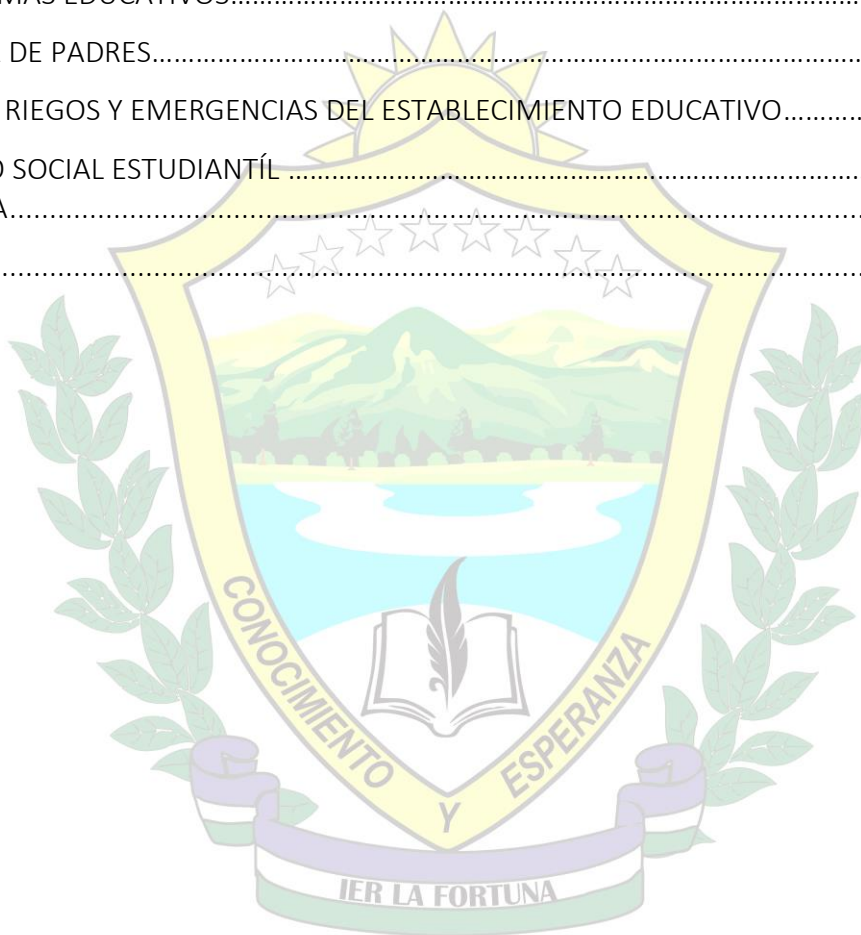 MAS EDUCATIVOS................................................................................
DE PADRES................................................................................
RIEGOS Y EMERGENCIAS DEL ESTABLECIMIENTO EDUCATIVO............
O SOCIAL ESTUDIANTÍL ................................................................................
A................................................................................
................................................................................
CONOCIMIENTO Y ESPERANZA
IER LA FORTUNA